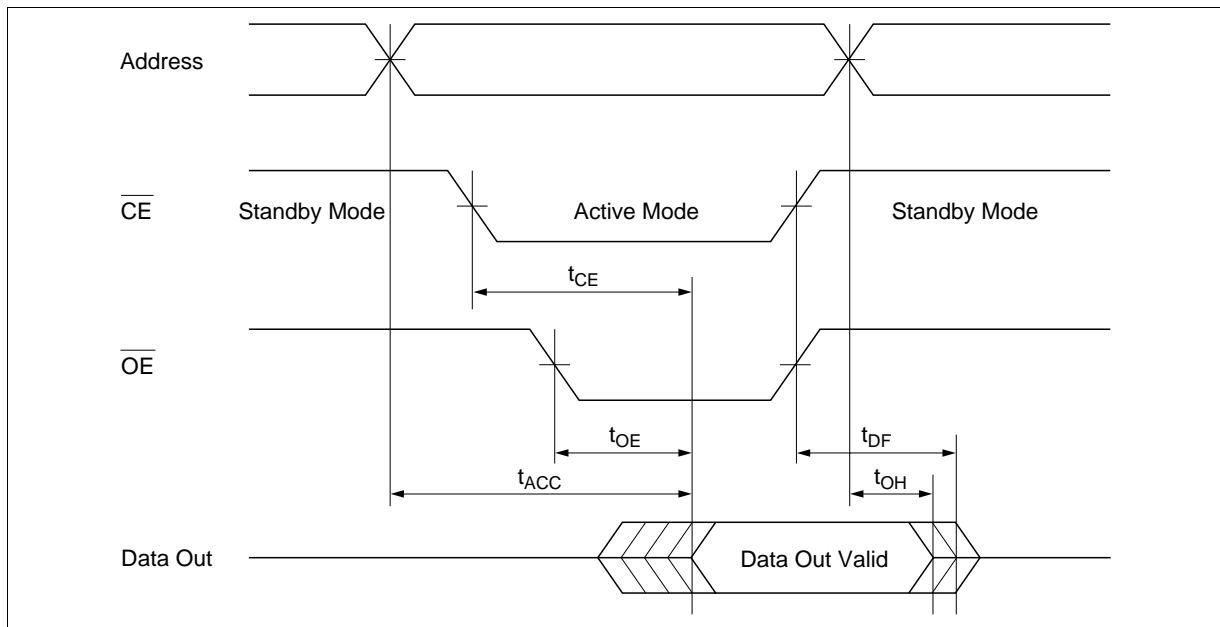 Address
CE
Standby Mode Active Mode Standby Mode
tCE
OE
tOE
tDF
tACC
tOH
Data Out
Data Out Valid